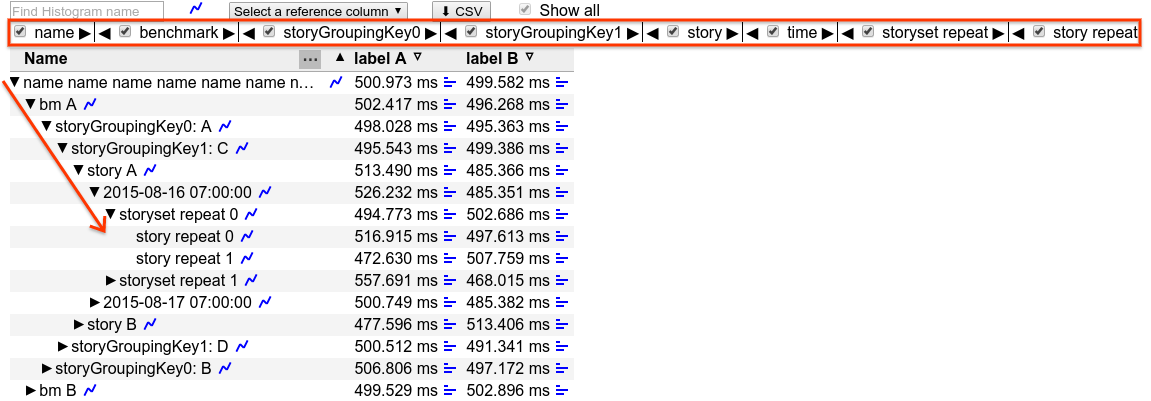 Find Histogram name Select a reference column ▼ ⬇ CSV Show all
name ▶ ◀ benchmark ▶ ◀ storyGroupingKey0 ▶ ◀ storyGroupingKey1 ▶ ◀ story ▶ ◀ time ▶ ◀ storyset repeat ▶ ◀ story repeat
Name ... ▲ label A ▽ label B ▽
▼ name name name name name name n… 500.973 ms 499.582 ms
▼ bm A 502.417 ms 496.268 ms
▼ storyGroupingKey0: A 498.028 ms 495.363 ms
▼ storyGroupingKey1: C 495.543 ms 499.386 ms
▼ story A 513.490 ms 485.366 ms
▼ 2015-08-16 07:00:00 526.232 ms 485.351 ms
▼ storyset repeat 0 494.773 ms 502.686 ms
story repeat 0 516.915 ms 497.613 ms
story repeat 1 472.630 ms 507.759 ms
▶ storyset repeat 1 557.691 ms 468.015 ms
▶ 2015-08-17 07:00:00 500.749 ms 485.382 ms
▶ story B 477.596 ms 513.406 ms
▶ storyGroupingKey1: D 500.512 ms 491.341 ms
▶ storyGroupingKey0: B 506.806 ms 497.172 ms
▶ bm B 499.529 ms 502.896 ms